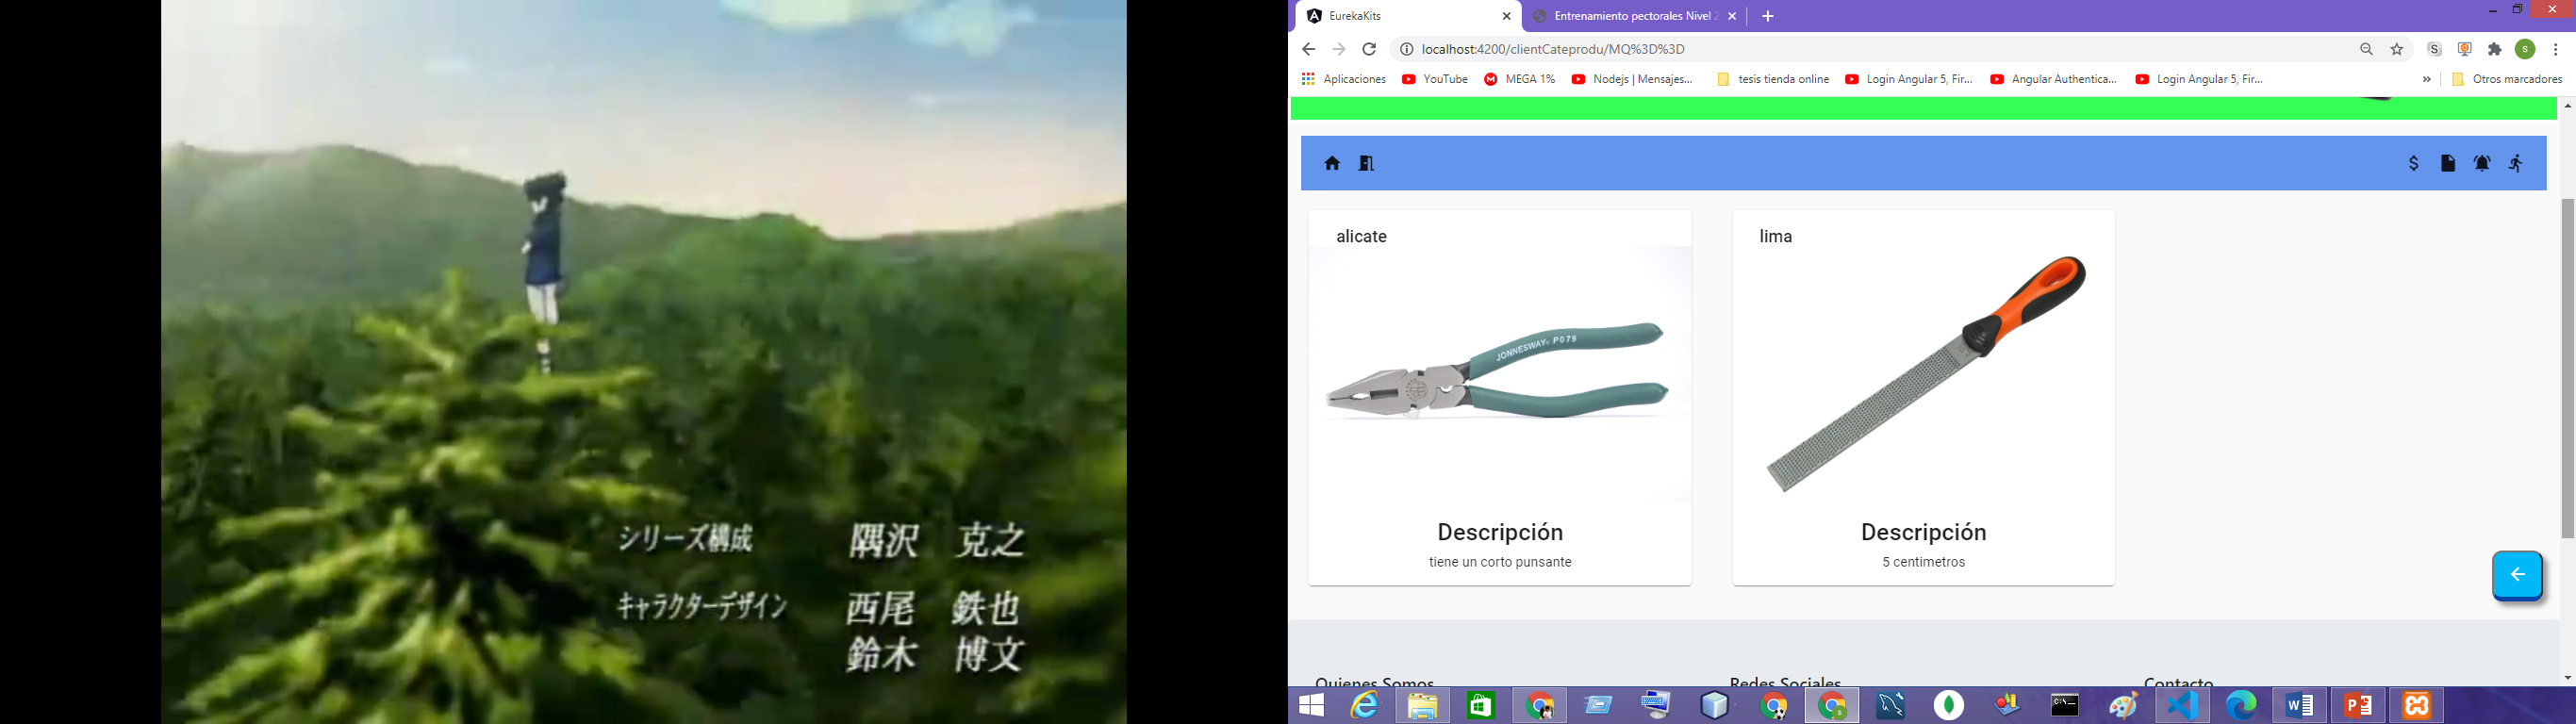 シリーズ構成 隅沢 克之
キャラクターデザイン 西尾 鉄也
鈴木 博文
EurekaKits
Entrenamiento pectorales Nivel 2
localhost:4200/clientCateprodu/MQ%3D%3D
Aplicaciones YouTube MEGA 1% Nodejs | Mensajes... tesis tienda online Login Angular 5, Fir... Angular Authentica... Login Angular 5, Fir... » Otros marcadores
alicate
JONNESWAY P079
Descripción
tiene un corto punsante
lima
Descripción
5 centimetros
Quienes Somos Redes Sociales Contacto